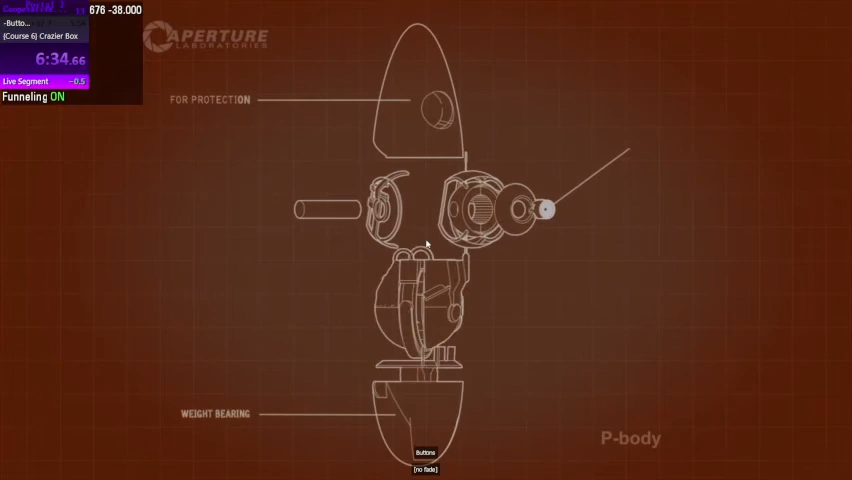 676 -38.000
-Butto...
{Course 6} Crazier Box
6:34.66
Live Segment -0.5
Funneling ON
APERTURE
LABORATORIES
FOR PROTECTION
WEIGHT BEARING
P-body
Buttons
[no fade]